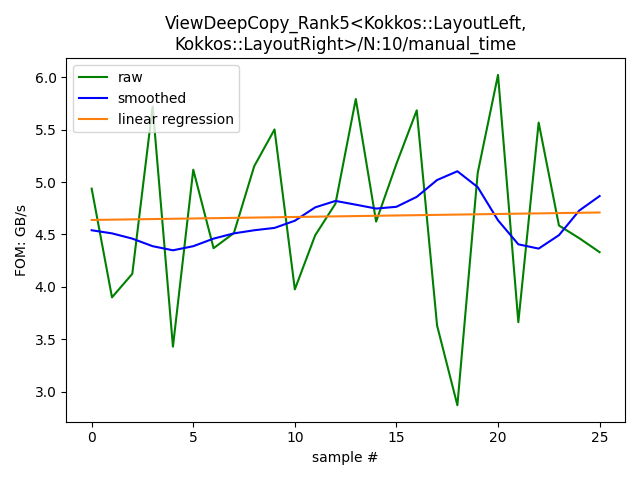 ViewDeepCopy_Rank5<Kokkos::LayoutLeft,
Kokkos::LayoutRight>/N:10/manual_time
raw
smoothed
linear regression
FOM: GB/s
6.0
5.5
5.0
4.5
4.0
3.5
3.0
0
5
10
15
20
25
sample #